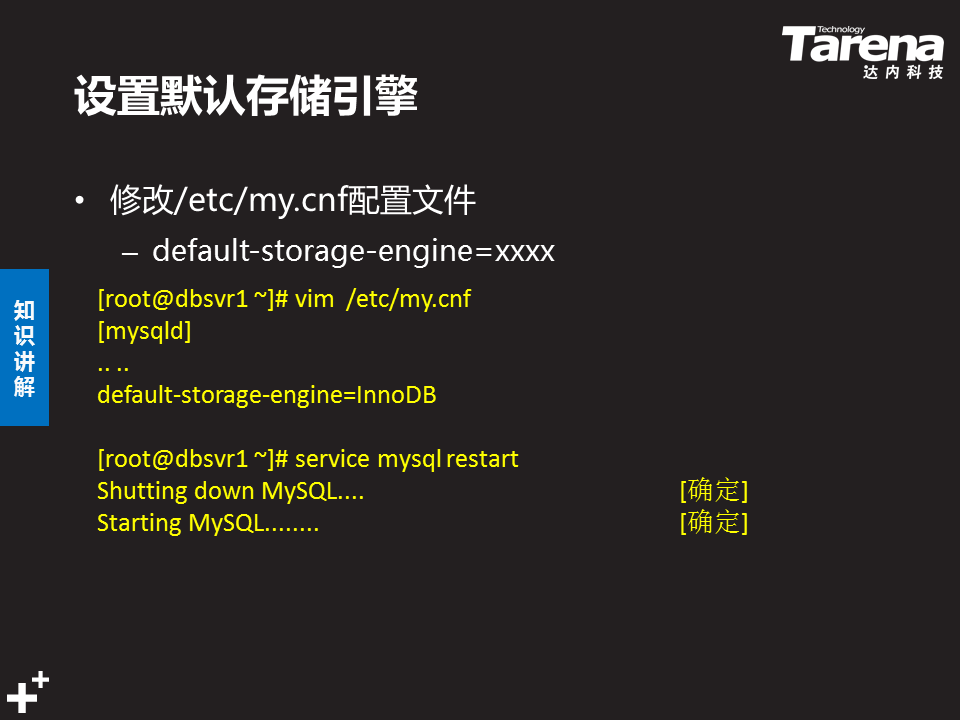 Technology
Tarena
达内科技
设置默认存储引擎
• 修改/etc/my.cnf配置文件
– default-storage-engine=xxxx
[root@dbsvr1 ~]# vim  /etc/my.cnf
[mysqld]
.. ..
default-storage-engine=InnoDB
[root@dbsvr1 ~]# service mysql restart
Shutting down MySQL.... [确定]
Starting MySQL........ [确定]
知
识
讲
解